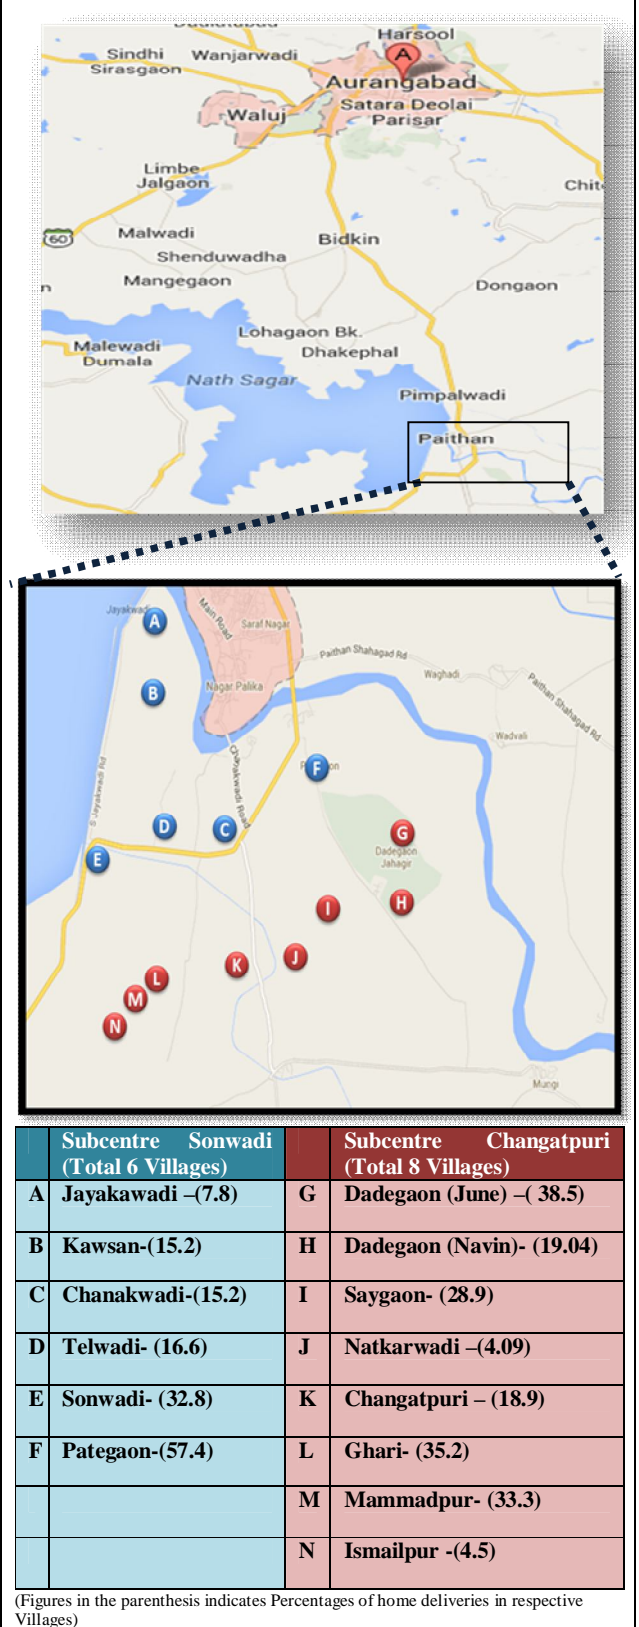 Harsool
Sindhi
Sirasgaon
Wanjarwadi
A
Aurangabad
Satara Deolai
Parisar
Waluj
Limbe
Jalgaon
Chit
60
Malwadi
Bidkin
Shenduwadha
n
Mangegaon
Dongaon
Lohagaon Bk.
Malewadi
Dumala
Dhakephal
Nath Sagar
Pimpalwadi
Paithan
Jayakwadi
A
Main Road
Saraf Nagar
Paithan Shahagad Rd
Waghadi
Paithan Shahagad Rd
B
Nagar Palika
Wadvali
S Jayakwadi Rd
F
on
D
C
G
E
Dadegaon
Jahagir
H
I
J
K
L
M
N
Mungi
Subcentre Sonwadi
(Total 6 Villages)
Subcentre Changatpuri
(Total 8 Villages)
A Jayakawadi –(7.8) G Dadegaon (June) –( 38.5)
B Kawsan-(15.2) H Dadegaon (Navin)- (19.04)
C Chanakwadi-(15.2) I Saygaon- (28.9)
D Telwadi- (16.6) J Natkarwadi –(4.09)
E Sonwadi- (32.8) K Changatpuri – (18.9)
F Pategaon-(57.4) L Ghari- (35.2)
M Mammadpur- (33.3)
N Ismailpur -(4.5)
(Figures in the parenthesis indicates Percentages of home deliveries in respective
Villages)